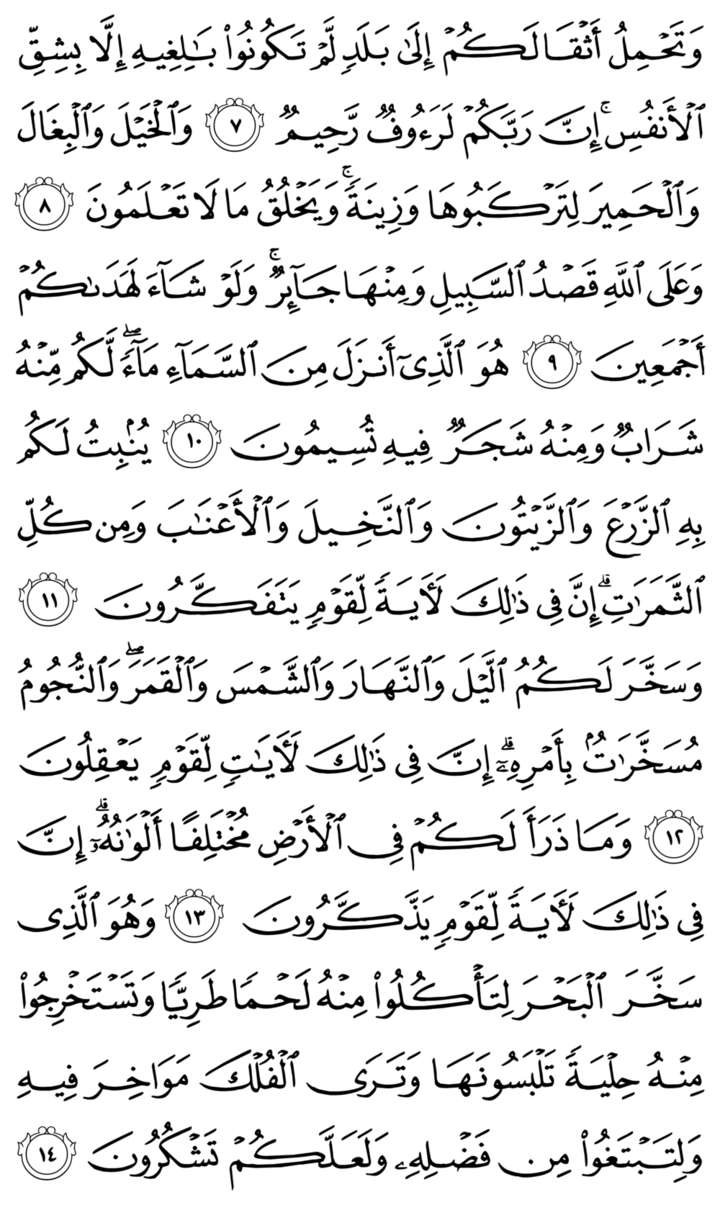 وَتَحْمِلُ أَثْقَالَكُمْ إِلَىٰ بَلَدٍ لَّمْ تَكُونُوا۟ بَـٰلِغِيهِ إِلَّا بِشِقِّ
ٱلْأَنفُسِ ۚ إِنَّ رَبَّكُمْ لَرَءُوفٌ رَّحِيمٌ ٧ وَٱلْخَيْلَ وَٱلْبِغَالَ
وَٱلْحَمِيرَ لِتَرْكَبُوهَا وَزِينَةً ۚ وَيَخْلُقُ مَا لَا تَعْلَمُونَ ٨
وَعَلَى ٱللَّهِ قَصْدُ ٱلسَّبِيلِ وَمِنْهَا جَآئِرٌ ۚ وَلَوْ شَآءَ لَهَدَىٰكُمْ
أَجْمَعِينَ ٩ هُوَ ٱلَّذِىٓ أَنزَلَ مِنَ ٱلسَّمَآءِ مَآءً ۖ لَّكُم مِّنْهُ
شَرَابٌ وَمِنْهُ شَجَرٌ فِيهِ تُسِيمُونَ ١٠ يُنۢبِتُ لَكُم
بِهِ ٱلزَّرْعَ وَٱلزَّيْتُونَ وَٱلنَّخِيلَ وَٱلْأَعْنَـٰبَ وَمِن كُلِّ
ٱلثَّمَرَٰتِ ۗ إِنَّ فِى ذَٰلِكَ لَـَٔايَةً لِّقَوْمٍ يَتَفَكَّرُونَ ١١
وَسَخَّرَ لَكُمُ ٱلَّيْلَ وَٱلنَّهَارَ وَٱلشَّمْسَ وَٱلْقَمَرَ ۖ وَٱلنُّجُومُ
مُسَخَّرَٰتٌۢ بِأَمْرِهِۦٓ ۗ إِنَّ فِى ذَٰلِكَ لَـَٔايَـٰتٍ لِّقَوْمٍ يَعْقِلُونَ
١٢ وَمَا ذَرَأَ لَكُمْ فِى ٱلْأَرْضِ مُخْتَلِفًا أَلْوَٰنُهُۥٓ ۗ إِنَّ
فِى ذَٰلِكَ لَـَٔايَةً لِّقَوْمٍ يَذَّكَّرُونَ ١٣ وَهُوَ ٱلَّذِى
سَخَّرَ ٱلْبَحْرَ لِتَأْكُلُوا۟ مِنْهُ لَحْمًا طَرِيًّا وَتَسْتَخْرِجُوا۟
مِنْهُ حِلْيَةً تَلْبَسُونَهَا وَتَرَى ٱلْفُلْكَ مَوَاخِرَ فِيهِ
وَلِتَبْتَغُوا۟ مِن فَضْلِهِۦ وَلَعَلَّكُمْ تَشْكُرُونَ ١٤